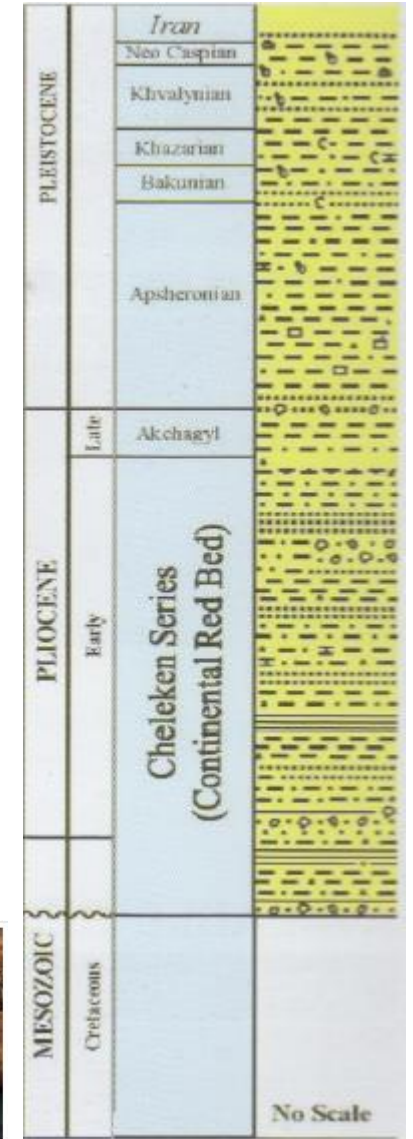 Iran
PLEISTOCENE
Neo Caspian
Khvalynian
Khazarian
Bakunian
Apsheronian
PLIOCENE
Late
Akchagyl
Early
Cheleken Series
(Continental Red Bed)
MESOZOIC
Cretaceous
No Scale